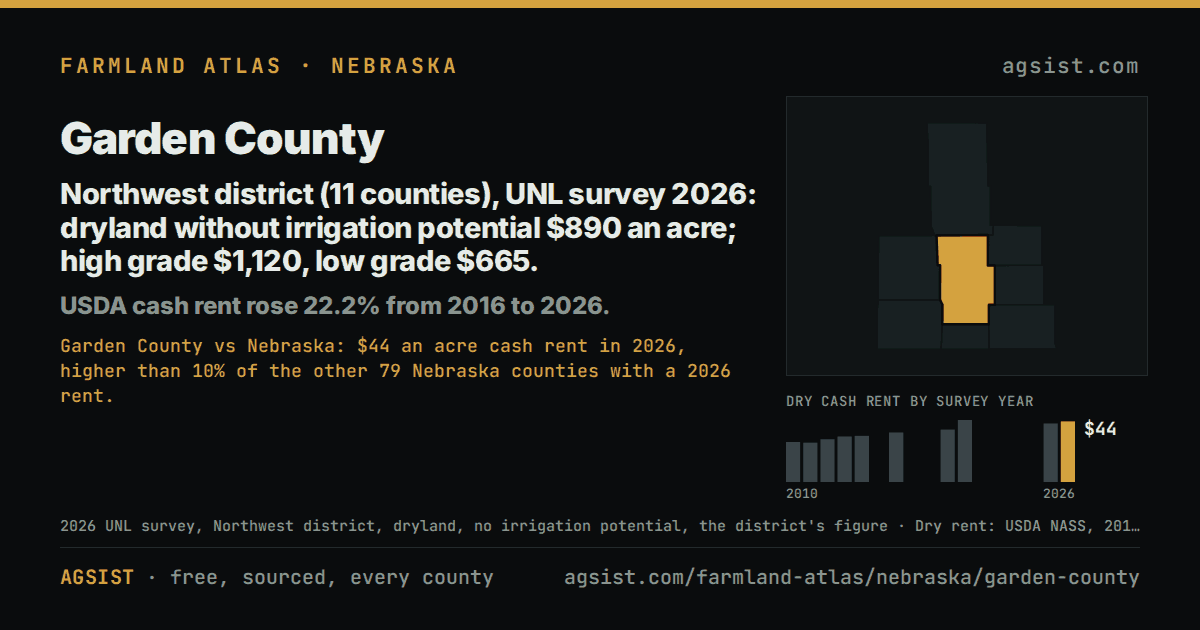 FARMLAND ATLAS · NEBRASKA
agsist.com
Garden County
Northwest district (11 counties), UNL survey 2026:
dryland without irrigation potential $890 an acre;
high grade $1,120, low grade $665.
USDA cash rent rose 22.2% from 2016 to 2026.
Garden County vs Nebraska: $44 an acre cash rent in 2026,
higher than 10% of the other 79 Nebraska counties with a 2026
rent.
DRY CASH RENT BY SURVEY YEAR
$44
2010
2026
2026 UNL survey, Northwest district, dryland, no irrigation potential, the district's figure · Dry rent: USDA NASS, 201…
AGSIST · free, sourced, every county
agsist.com/farmland-atlas/nebraska/garden-county